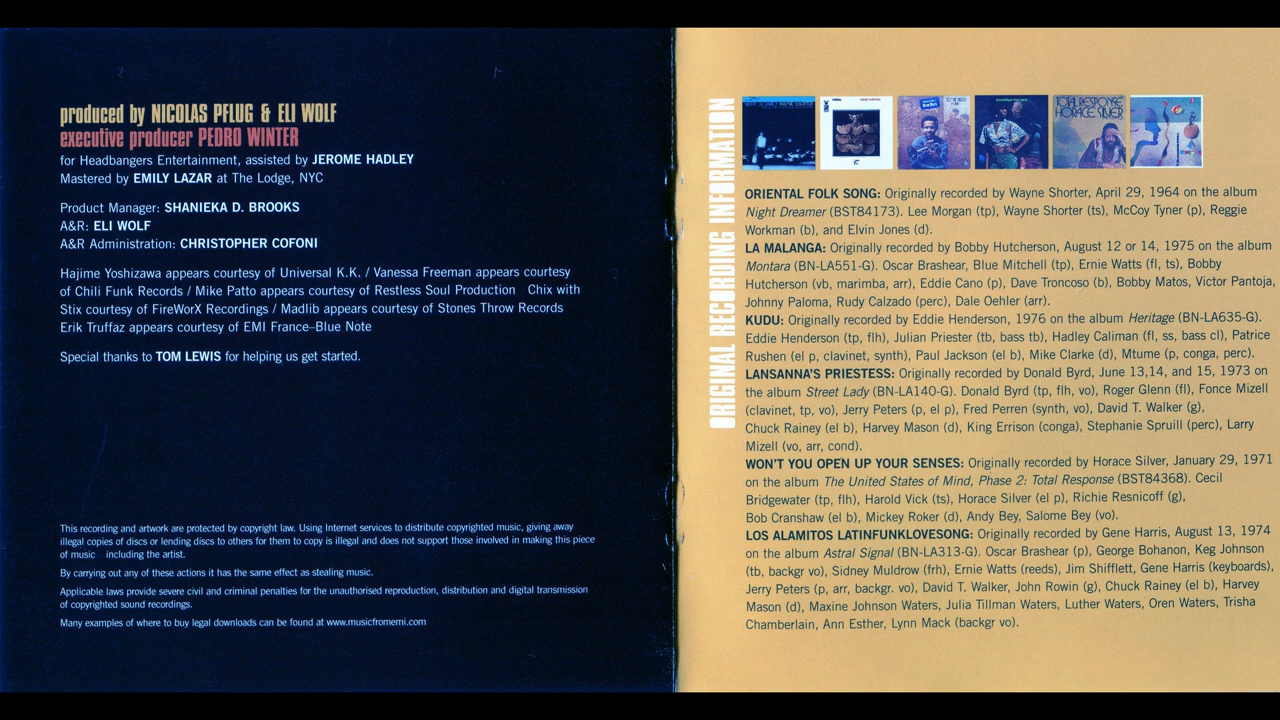 produced by NICOLAS PFLUG & ELI WOLF
executive producer PEDRO WINTER
for Headbangers Entertainment, assisted by JEROME HADLEY
Mastered by EMILY LAZAR at The Lodge, NYC
Product Manager: SHANIEKA D. BROOKS
A&R: ELI WOLF
A&R Administration: CHRISTOPHER COFONI
Hajime Yoshizawa appears courtesy of Universal K.K. / Vanessa Freeman appears courtesy
of Chili Funk Records / Mike Patto appears courtesy of Restless Soul Production Chix with
Stix courtesy of FireWorX Recordings / Madlib appears courtesy of Stones Throw Records
Erik Truffaz appears courtesy of EMI France–Blue Note
Special thanks to TOM LEWIS for helping us get started.
This recording and artwork are protected by copyright law. Using Internet services to distribute copyrighted music, giving away
illegal copies of discs or lending discs to others for them to copy is illegal and does not support those involved in making this piece
of music including the artist.
By carrying out any of these actions it has the same effect as stealing music.
Applicable laws provide severe civil and criminal penalties for the unauthorised reproduction, distribution and digital transmission
of copyrighted sound recordings.
Many examples of where to buy legal downloads can be found at www.musicfromemi.com
ORIGINAL RECORDING INFORMATION
TOTAL RESPONSE
HORACE SILVER
ORIENTAL FOLK SONG: Originally recorded by Wayne Shorter, April 29, 1964 on the album
Night Dreamer (BST84173). Lee Morgan (tp), Wayne Shorter (ts), McCoy Tyner (p), Reggie
Workman (b), and Elvin Jones (d).
LA MALANGA: Originally recorded by Bobby Hutcherson, August 12 or 14, 1975 on the album
Montara (BN-LA551-G). Oscar Brashear, Blue Mitchell (tp), Ernie Watts (fl, ts), Bobby
Hutcherson (vb, marimba, arr), Eddie Cano (p), Dave Troncoso (b), Bobby Matos, Victor Pantoja,
Johnny Paloma, Rudy Calzado (perc), Dale Oehler (arr).
KUDU: Originally recorded by Eddie Henderson, 1976 on the album Heritage (BN-LA635-G).
Eddie Henderson (tp, flh), Julian Priester (tb, bass tb), Hadley Caliman (fl, ss, bass cl), Patrice
Rushen (el p, clavinet, synth), Paul Jackson (el b), Mike Clarke (d), Mtume (p, conga, perc).
LANSANNA'S PRIESTESS: Originally recorded by Donald Byrd, June 13,14, and 15, 1973 on
the album Street Lady (BN-LA140-G). Donald Byrd (tp, flh, vo), Roger Glenn (fl), Fonce Mizell
(clavinet, tp, vo), Jerry Peters (p, el p), Fred Perren (synth, vo), David T. Walker (g),
Chuck Rainey (el b), Harvey Mason (d), King Errison (conga), Stephanie Spruill (perc), Larry
Mizell (vo, arr, cond).
WON'T YOU OPEN UP YOUR SENSES: Originally recorded by Horace Silver, January 29, 1971
on the album The United States of Mind, Phase 2: Total Response (BST84368). Cecil
Bridgewater (tp, flh), Harold Vick (ts), Horace Silver (el p), Richie Resnicoff (g),
Bob Cranshaw (el b), Mickey Roker (d), Andy Bey, Salome Bey (vo).
LOS ALAMITOS LATINFUNKLOVESONG: Originally recorded by Gene Harris, August 13, 1974
on the album Astral Signal (BN-LA313-G). Oscar Brashear (p), George Bohanon, Keg Johnson
(tb, backgr vo), Sidney Muldrow (frh), Ernie Watts (reeds), Jim Shifflett, Gene Harris (keyboards),
Jerry Peters (p, arr, backgr. vo), David T. Walker, John Rowin (g), Chuck Rainey (el b), Harvey
Mason (d), Maxine Johnson Waters, Julia Tillman Waters, Luther Waters, Oren Waters, Trisha
Chamberlain, Ann Esther, Lynn Mack (backgr vo).